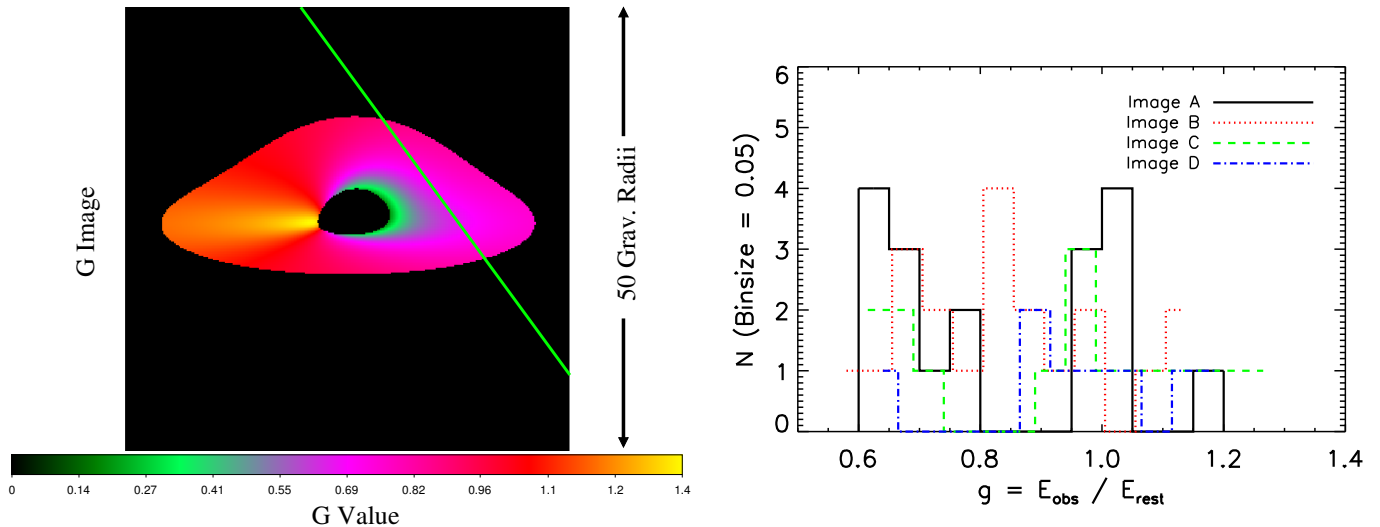 G Image
50 Grav. Radii
0 0.14 0.27 0.41 0.55 0.69 0.82 0.96 1.1 1.2 1.4
G Value
N (Binsize = 0.05)
6
5
4
3
2
1
0
Image A
Image B
Image C
Image D
0.6 0.8 1.0 1.2 1.4
g = E_obs / E_rest